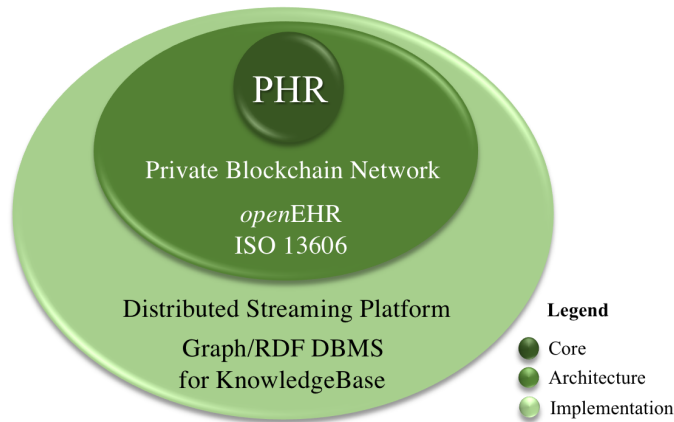 PHR
Private Blockchain Network
openEHR
ISO 13606
Distributed Streaming Platform
Graph/RDF DBMS
for KnowledgeBase
Legend
Core
Architecture
Implementation